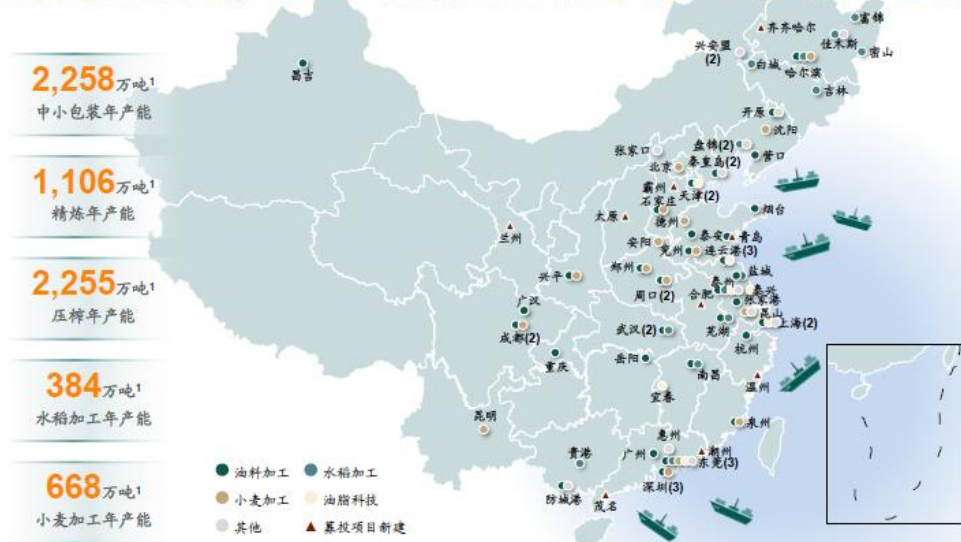 2,258万吨1
中小包装年产能
1,106万吨1
精炼年产能
2,255万吨1
压榨年产能
384万吨1
水稻加工年产能
668万吨1
小麦加工年产能
富锦
齐齐哈尔
佳木斯
兴安盟
(2)
密山
白城
哈尔滨
昌吉
吉林
开原
沈阳
盘锦(2)
张家口
秦皇岛(2)
营口
北京
霸州
天津(2)
石家庄
烟台
太原
德州
兰州
泰安
青岛
安阳
兖州
连云港(3)
郑州
盐城
兴平
泰州
泰兴
周口(2)
合肥
张家港
广汉
昆山
武汉(2)
芜湖
上海(2)
成都(2)
杭州
重庆
岳阳
南昌
温州
宜春
昆明
泉州
惠州
贵港
广州
潮州
东莞(3)
深圳(3)
防城港
茂名
油料加工
水稻加工
小麦加工
油脂科技
其他
募投项目新建